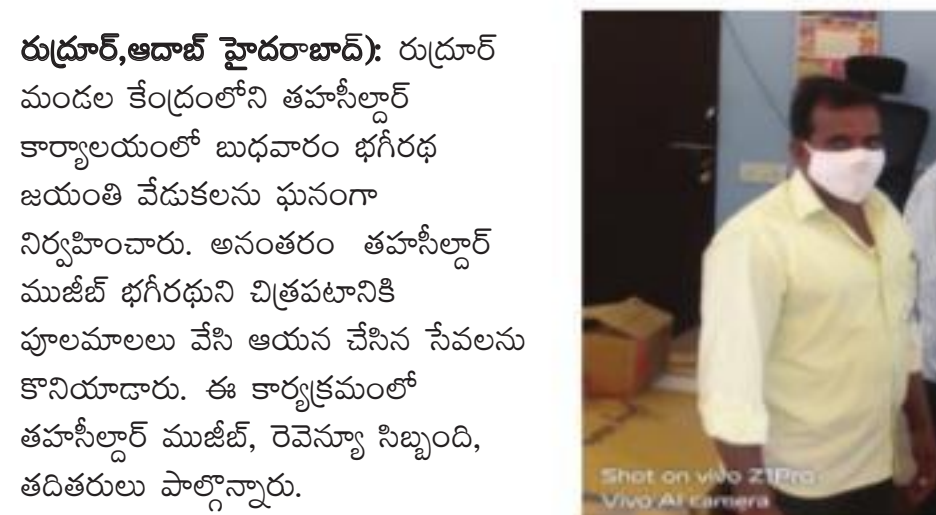 రుద్రూర్,ఆదాబ్ హైదరాబాద్): రుద్రూర్
మండల కేంద్రంలోని తహసీల్దార్
కార్యాలయంలో బుధవారం భగీరథ
జయంతి వేడుకలను ఘనంగా
నిర్వహించారు. అనంతరం తహసీల్దార్
ముజీబ్ భగీరథుని చిత్రపటానికి
పూలమాలలు వేసి ఆయన చేసిన సేవలను
కొనియాడారు. ఈ కార్యక్రమంలో
తహసీల్దార్ ముజీబ్, రెవెన్యూ సిబ్బంది,
తదితరులు పాల్గొన్నారు.
Shot on vivo Z1Pro
Vivo AI camera